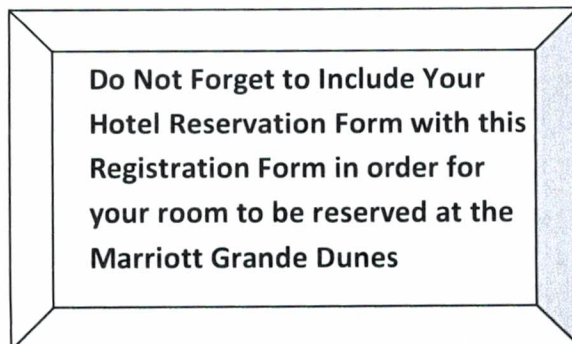 Do Not Forget to Include Your
Hotel Reservation Form with this
Registration Form in order for
your room to be reserved at the
Marriott Grande Dunes